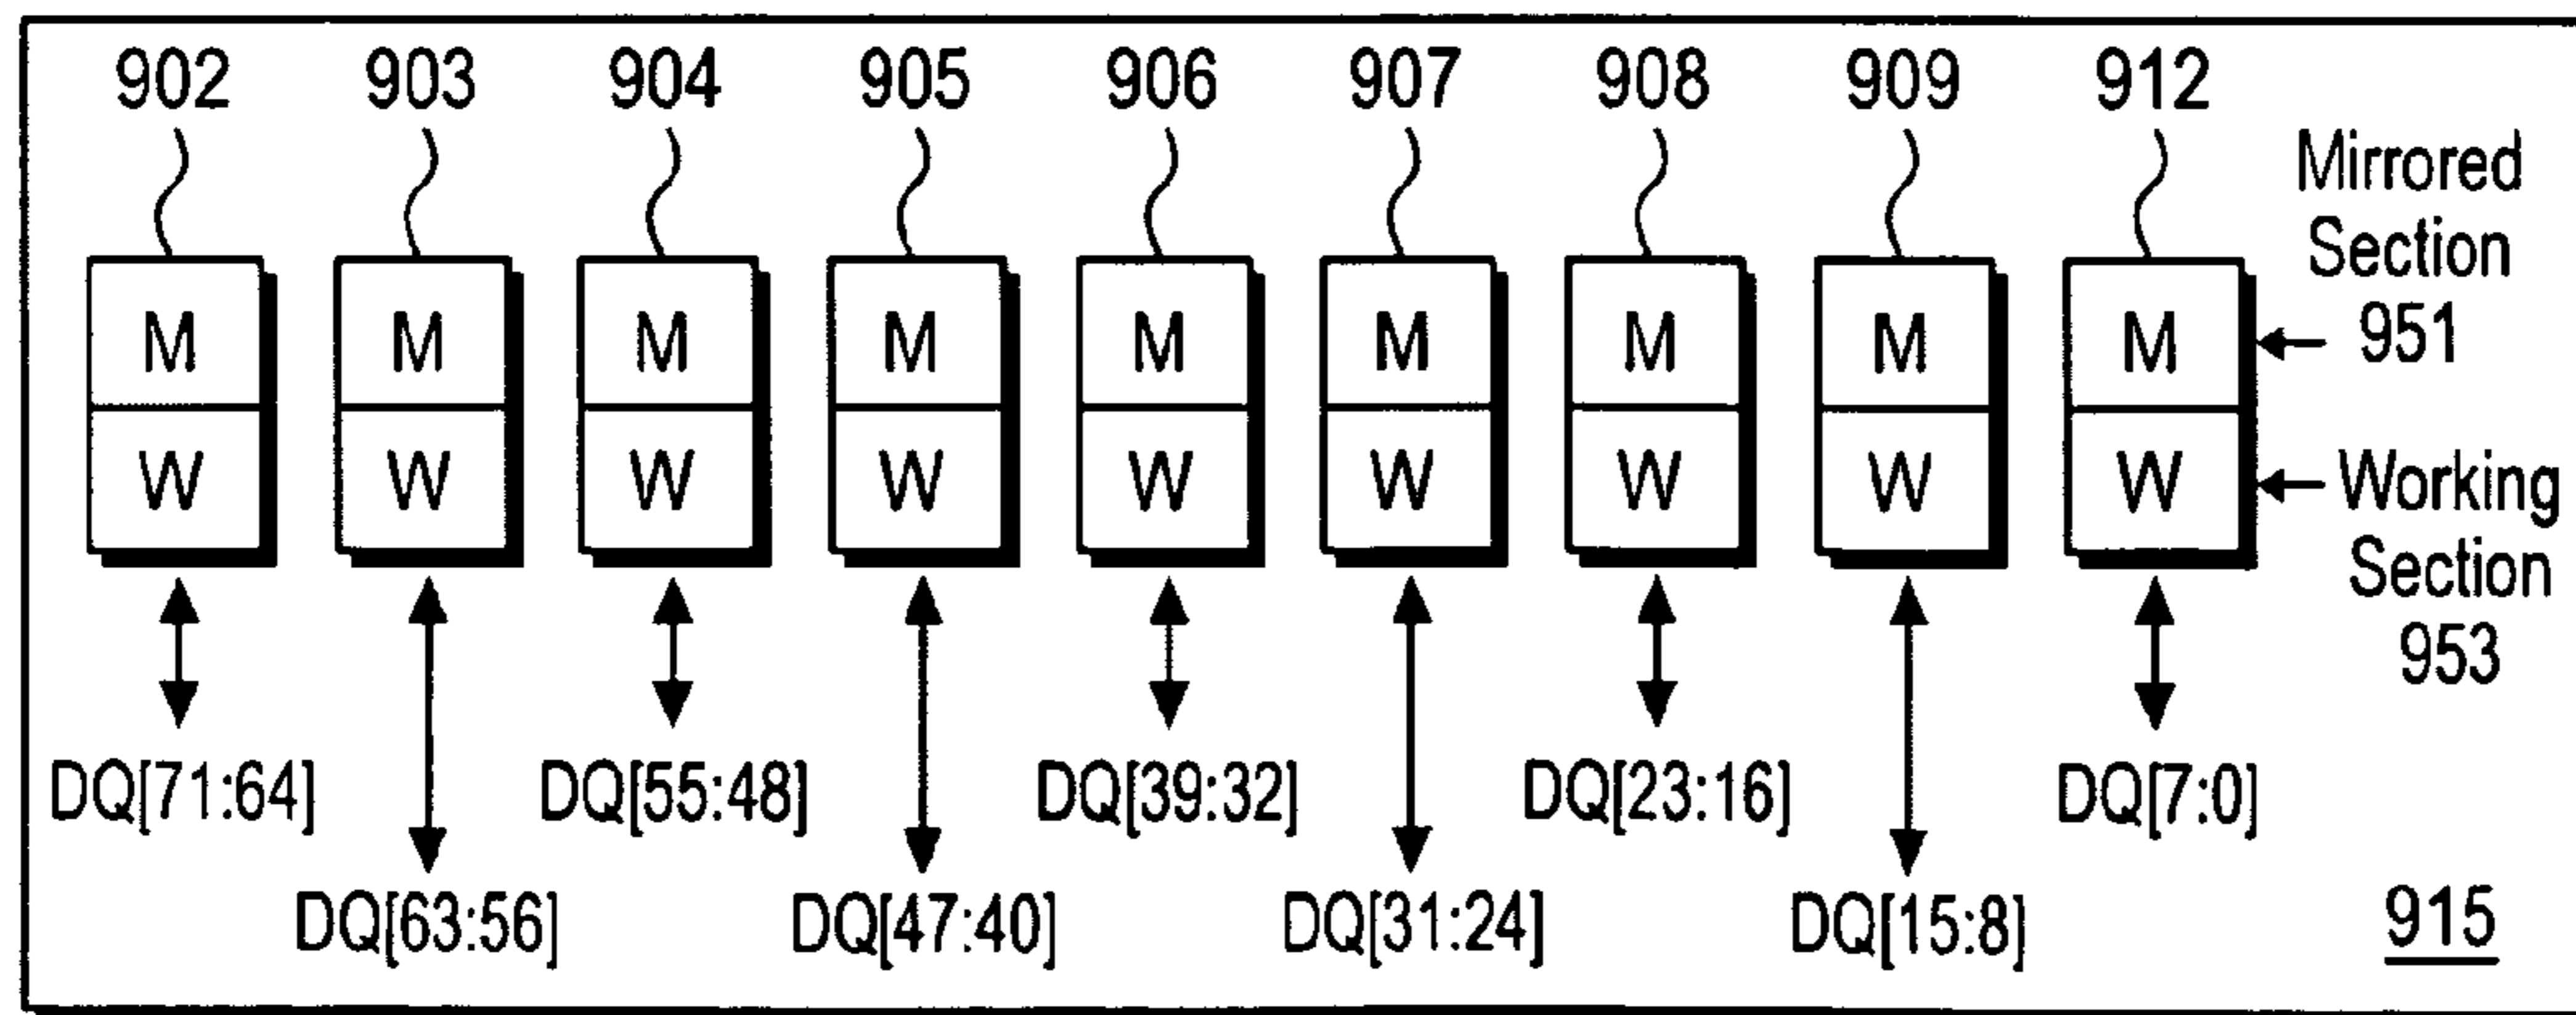 902 903 904 905 906 907 908 909 912
Mirrored
Section
951
M M M M M M M M M
W W W W W W W W W
Working
Section
953
DQ[71:64] DQ[55:48] DQ[39:32] DQ[23:16] DQ[7:0]
DQ[63:56] DQ[47:40] DQ[31:24] DQ[15:8]
915